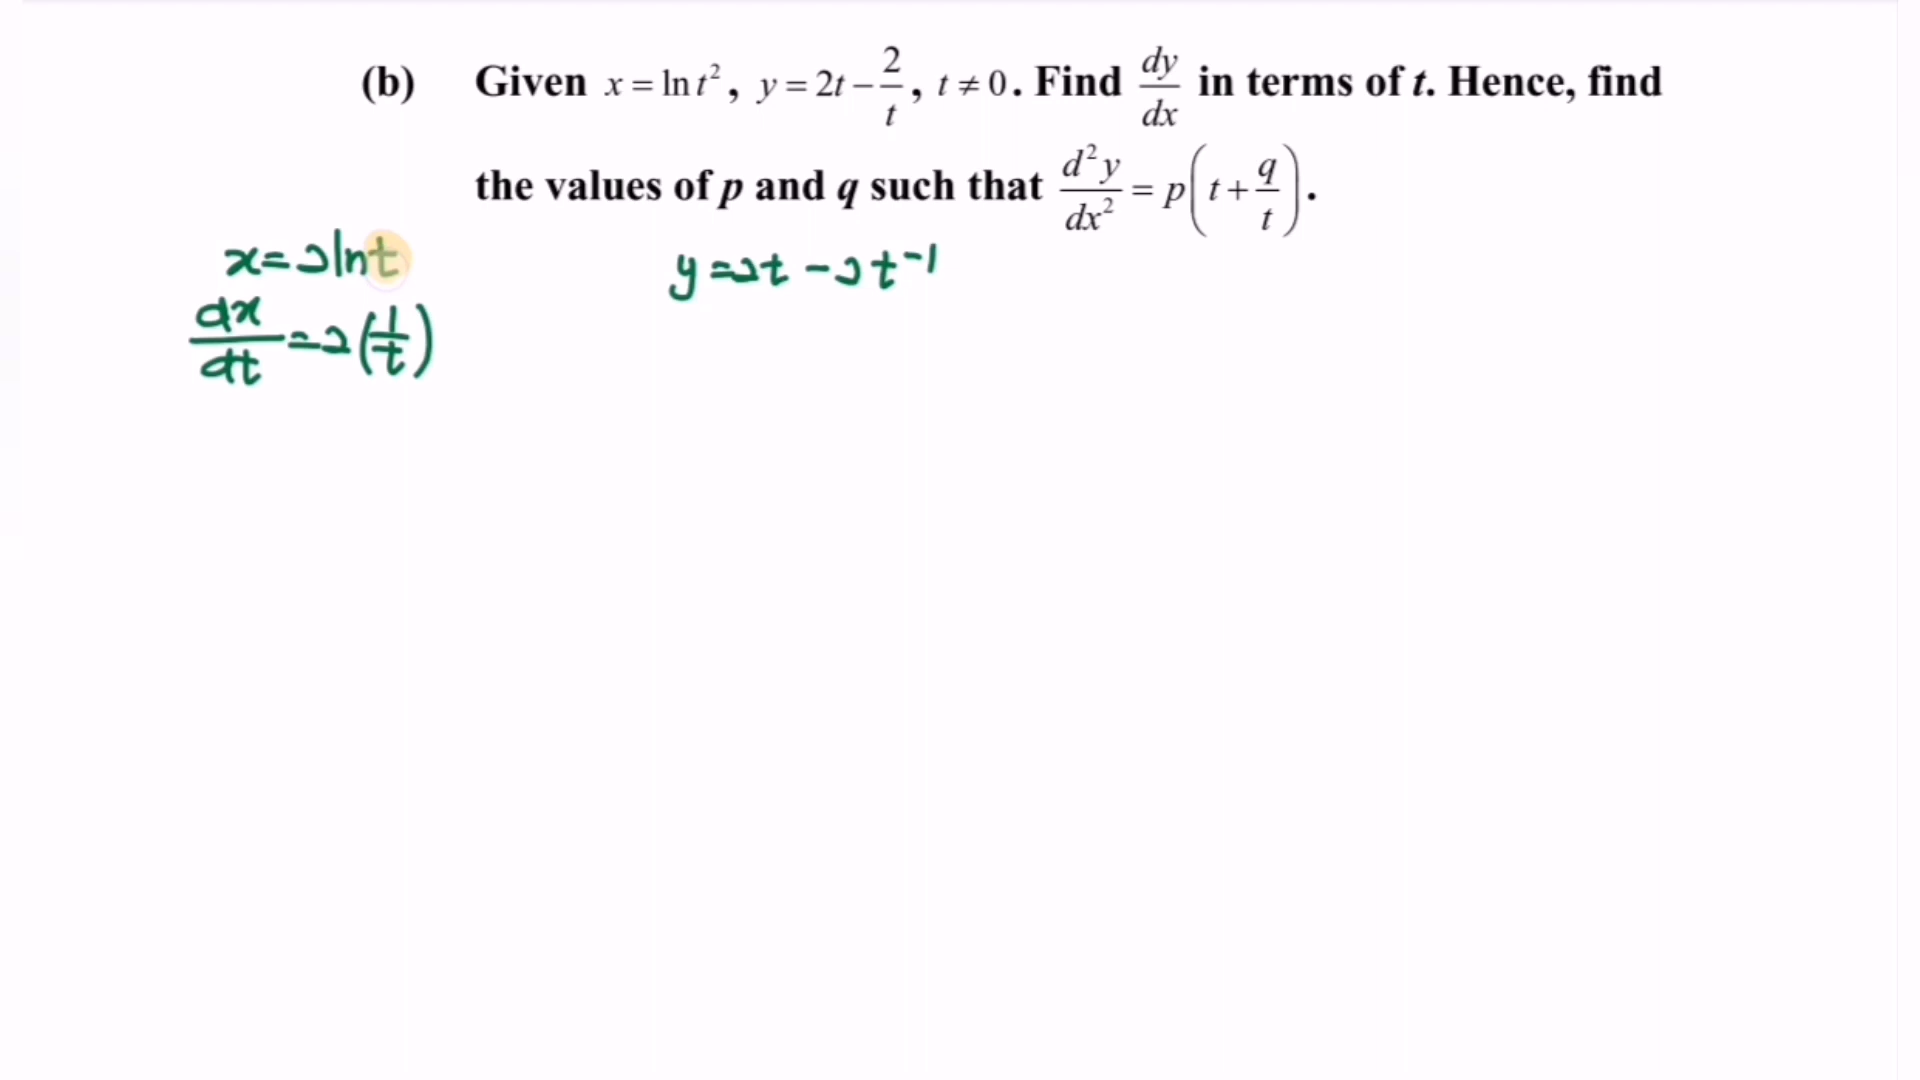 (b) Given x = ln t², y = 2t − 2/t, t ≠ 0. Find dy/dx in terms of t. Hence, find
the values of p and q such that d²y/dx² = p(t + q/t).
x = 2lnt
y = 2t − 2t⁻¹
dx/dt = 2(1/t)